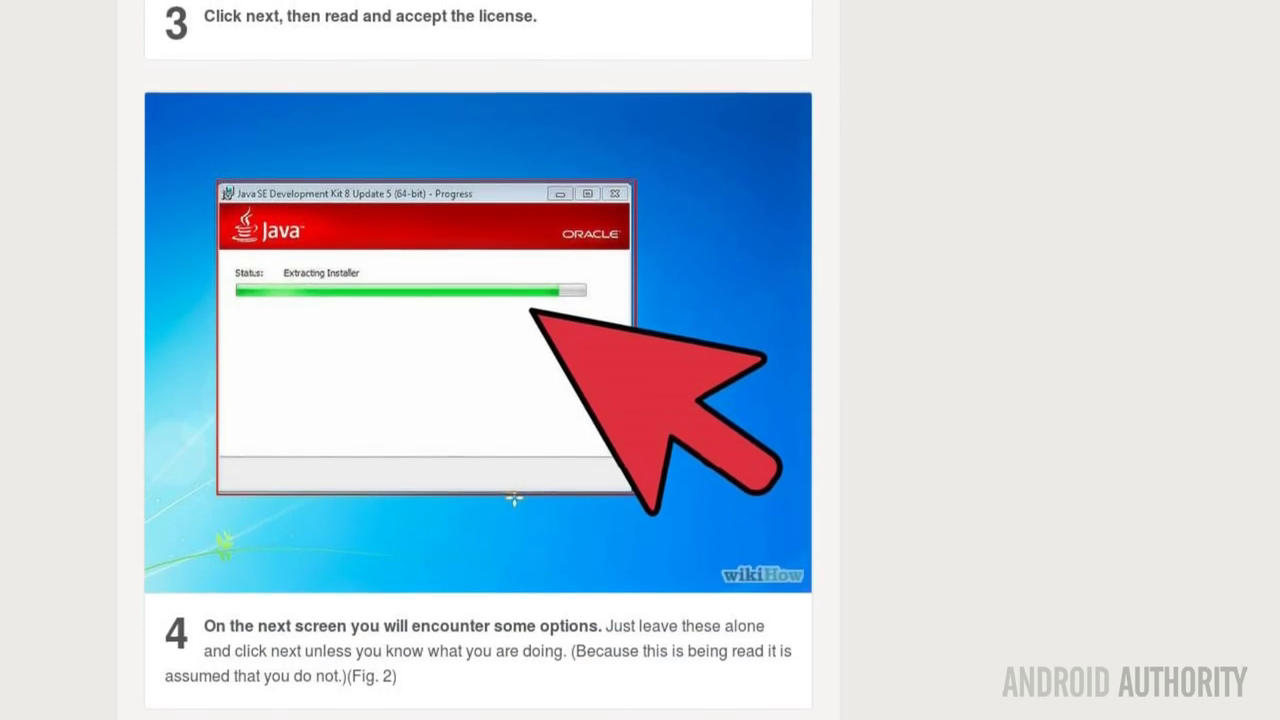 3 Click next, then read and accept the license.
Java SE Development Kit 8 Update 5 (64-bit) - Progress
Java™
ORACLE
Status: Extracting Installer
wikiHow
4 On the next screen you will encounter some options. Just leave these alone
and click next unless you know what you are doing. (Because this is being read it is
assumed that you do not.)(Fig. 2)
ANDROID AUTHORITY